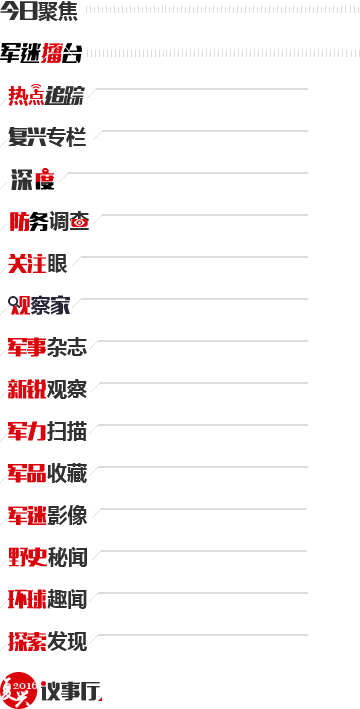 今日聚焦
军迷擂台
热点追踪
复兴专栏
深度
防务调查
关注眼
观察家
军事杂志
新锐观察
军力扫描
军品收藏
军迷影像
野史秘闻
环球趣闻
探索发现
复兴 2016 议事厅